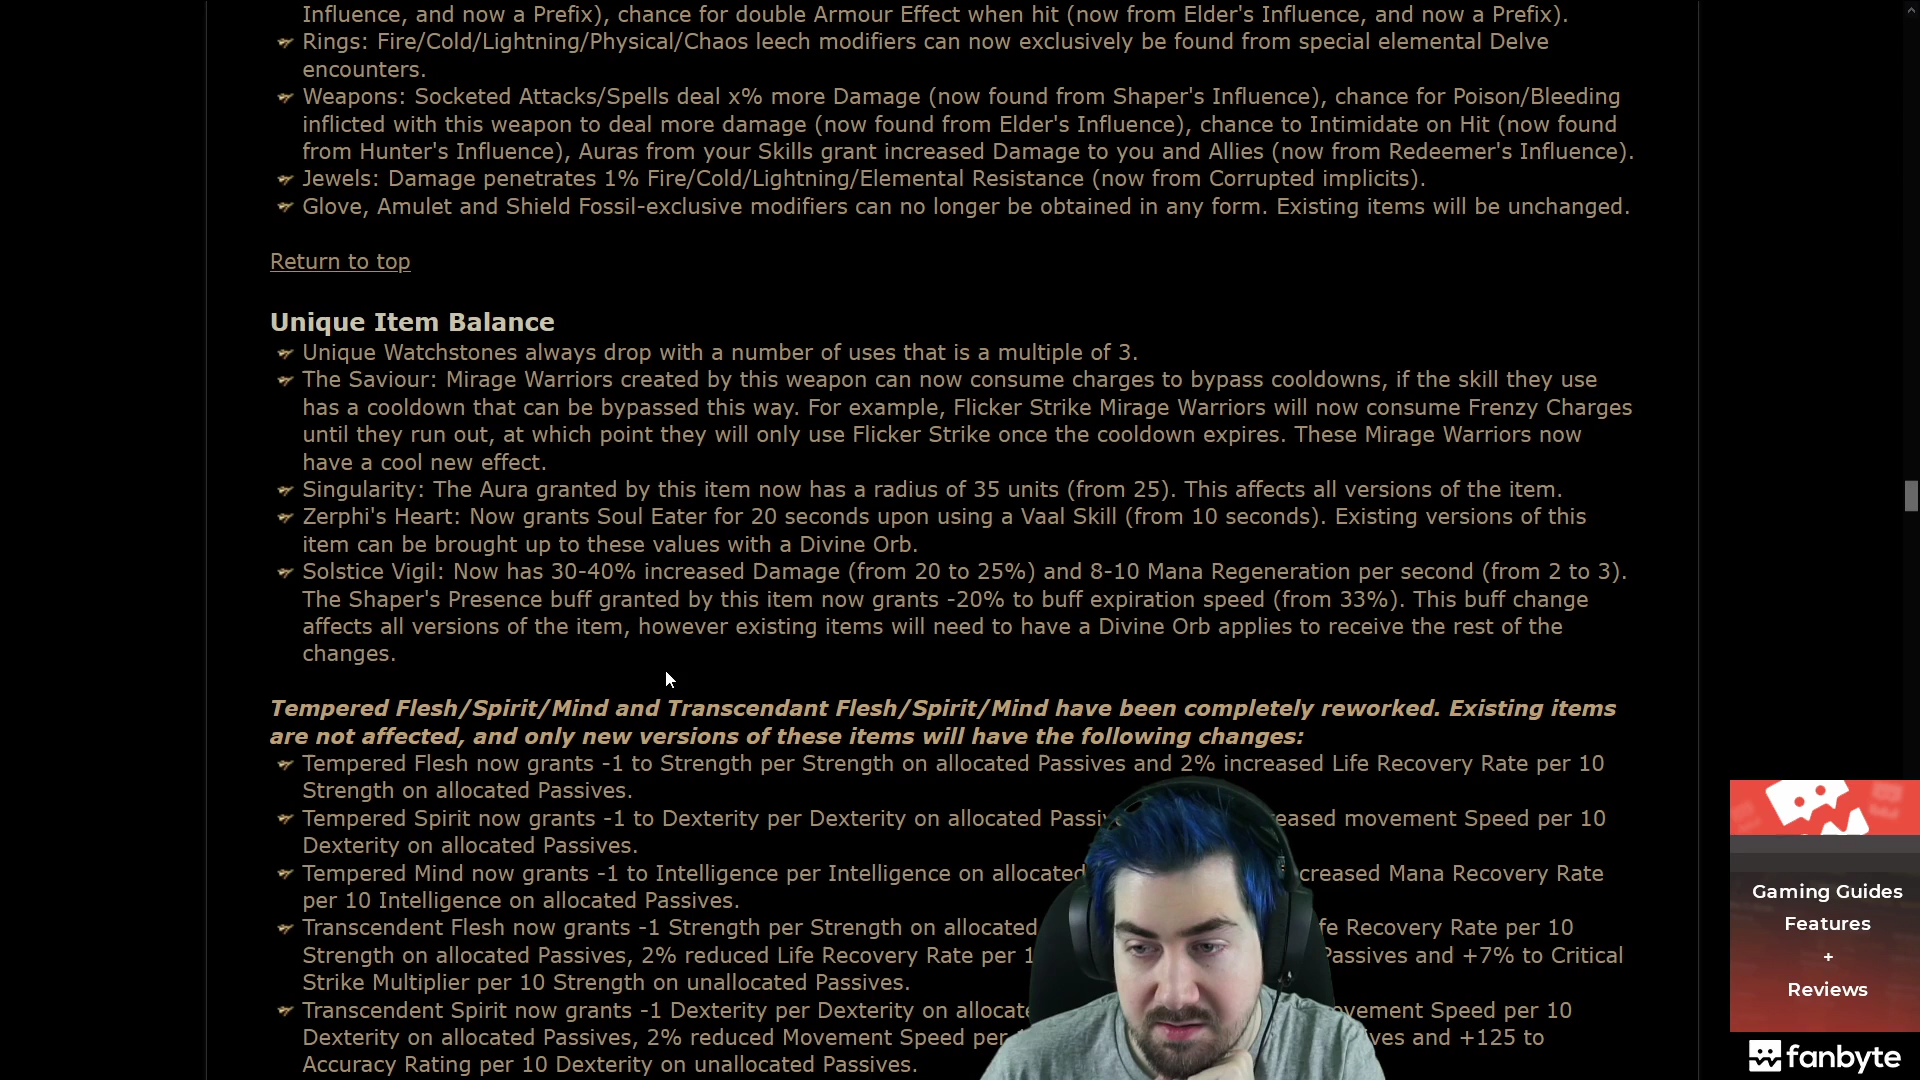 Influence, and now a Prefix), chance for double Armour Effect when hit (now from Elder's Influence, and now a Prefix).
Rings: Fire/Cold/Lightning/Physical/Chaos leech modifiers can now exclusively be found from special elemental Delve
encounters.
Weapons: Socketed Attacks/Spells deal x% more Damage (now found from Shaper's Influence), chance for Poison/Bleeding
inflicted with this weapon to deal more damage (now found from Elder's Influence), chance to Intimidate on Hit (now found
from Hunter's Influence), Auras from your Skills grant increased Damage to you and Allies (now from Redeemer's Influence).
Jewels: Damage penetrates 1% Fire/Cold/Lightning/Elemental Resistance (now from Corrupted implicits).
Glove, Amulet and Shield Fossil-exclusive modifiers can no longer be obtained in any form. Existing items will be unchanged.
Return to top
Unique Item Balance
Unique Watchstones always drop with a number of uses that is a multiple of 3.
The Saviour: Mirage Warriors created by this weapon can now consume charges to bypass cooldowns, if the skill they use
has a cooldown that can be bypassed this way. For example, Flicker Strike Mirage Warriors will now consume Frenzy Charges
until they run out, at which point they will only use Flicker Strike once the cooldown expires. These Mirage Warriors now
have a cool new effect.
Singularity: The Aura granted by this item now has a radius of 35 units (from 25). This affects all versions of the item.
Zerphi's Heart: Now grants Soul Eater for 20 seconds upon using a Vaal Skill (from 10 seconds). Existing versions of this
item can be brought up to these values with a Divine Orb.
Solstice Vigil: Now has 30-40% increased Damage (from 20 to 25%) and 8-10 Mana Regeneration per second (from 2 to 3).
The Shaper's Presence buff granted by this item now grants -20% to buff expiration speed (from 33%). This buff change
affects all versions of the item, however existing items will need to have a Divine Orb applies to receive the rest of the
changes.
Tempered Flesh/Spirit/Mind and Transcendant Flesh/Spirit/Mind have been completely reworked. Existing items
are not affected, and only new versions of these items will have the following changes:
Tempered Flesh now grants -1 to Strength per Strength on allocated Passives and 2% increased Life Recovery Rate per 10
Strength on allocated Passives.
Tempered Spirit now grants -1 to Dexterity per Dexterity on allocated movement Speed per 10
Dexterity on allocated Passives.
Tempered Mind now grants -1 to Intelligence per Intelligence on allocated Mana Recovery Rate
per 10 Intelligence on allocated Passives.
Transcendent Flesh now grants -1 Strength per Strength on allocated Recovery Rate per 10
Strength on allocated Passives, 2% reduced Life Recovery Rate per Passives and +7% to Critical
Strike Multiplier per 10 Strength on unallocated Passives.
Transcendent Spirit now grants -1 Dexterity per Dexterity on Speed per 10
Dexterity on allocated Passives, 2% reduced Movement Speed per and +125 to
Accuracy Rating per 10 Dexterity on unallocated Passives.
Gaming Guides
Features
+
Reviews
fanbyte